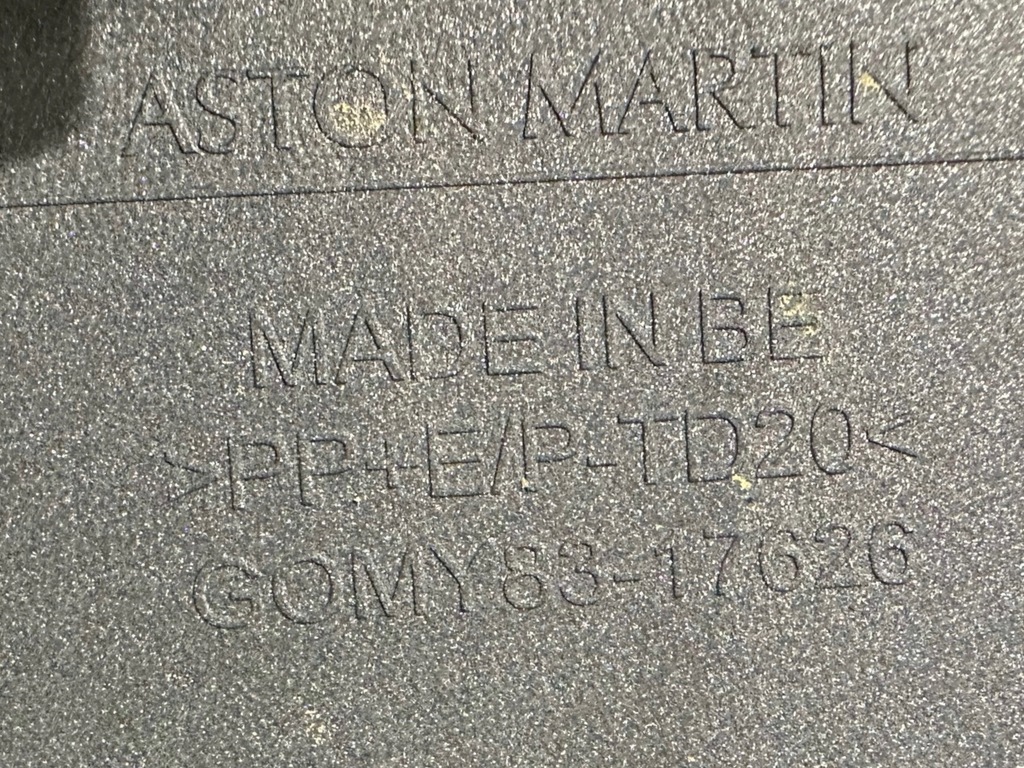 ASTON MARTIN
MADE IN BE
>PP+E/P-TD20<
GOMY83-17626